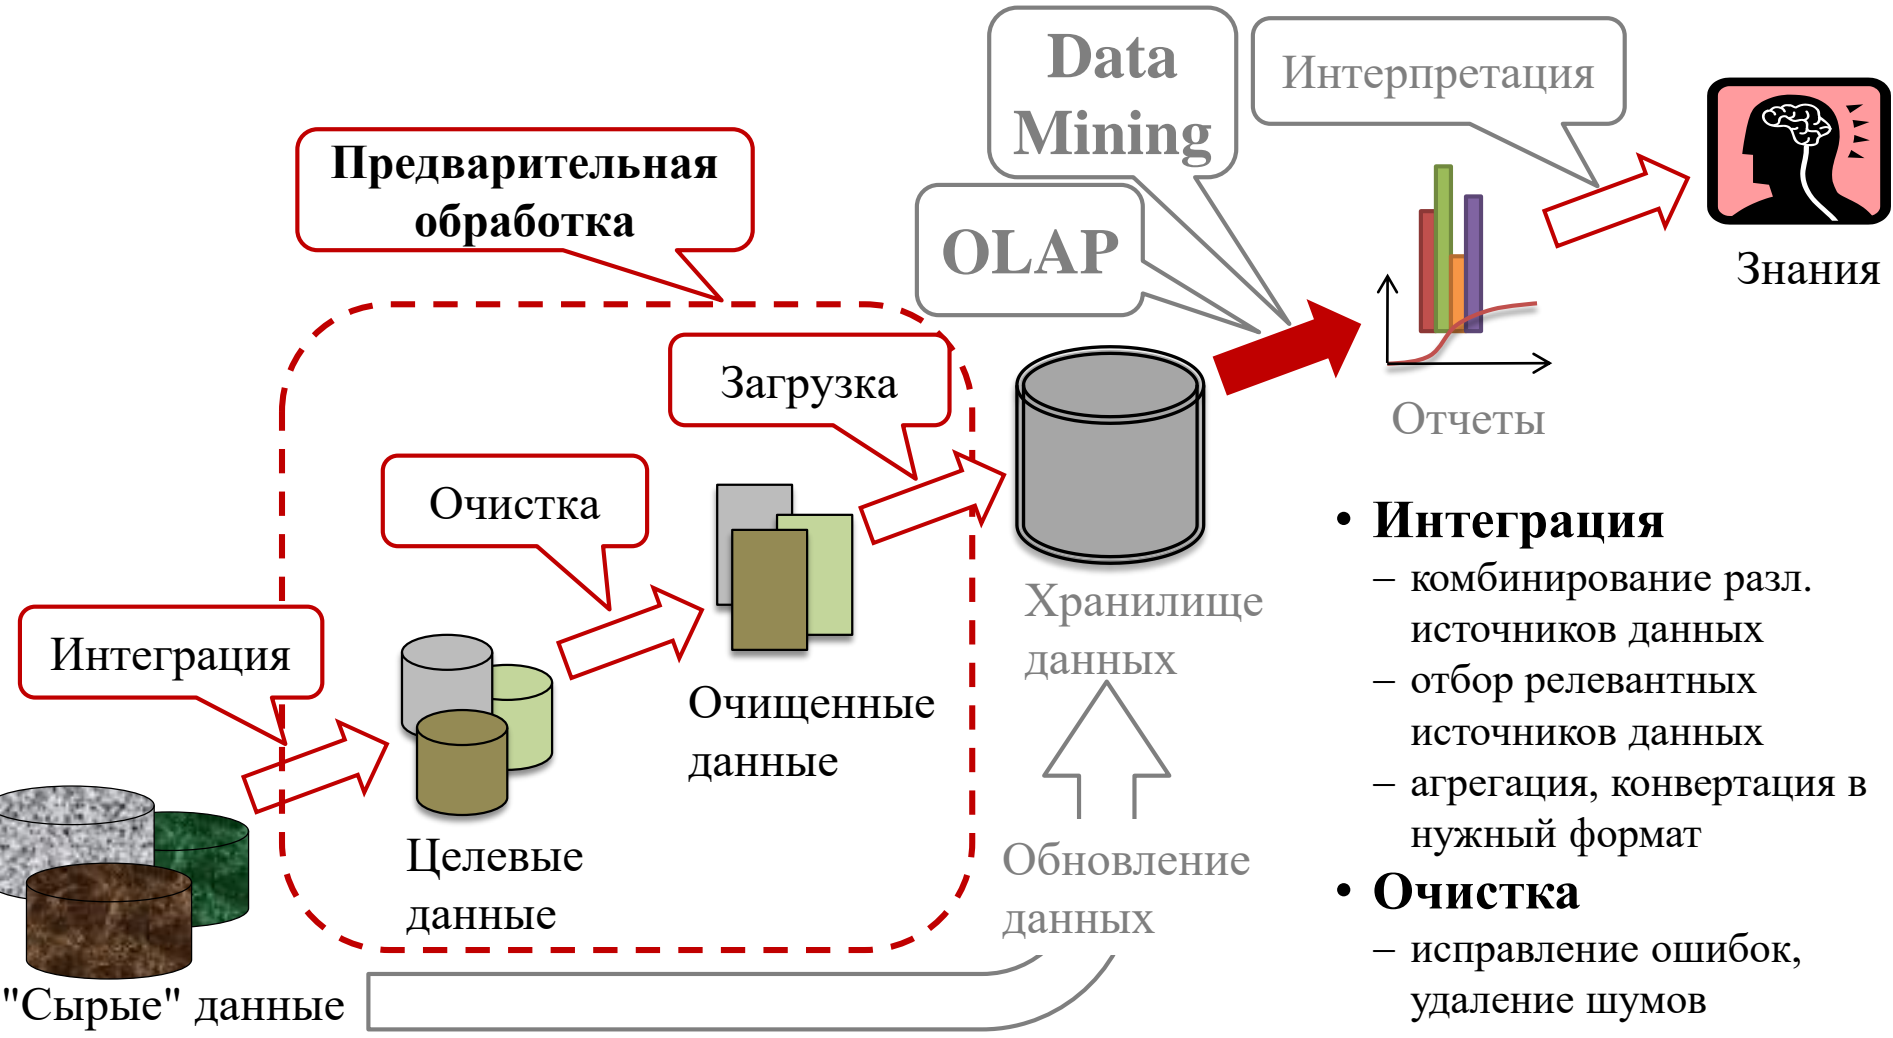 Data
Mining
Интерпретация
Предварительная
обработка
OLAP
Знания
Загрузка
Отчеты
Очистка
Хранилище
данных
Интеграция
Очищенные
данные
Целевые
данные
Обновление
данных
"Сырые" данные
• Интеграция
– комбинирование разл.
источников данных
– отбор релевантных
источников данных
– агрегация, конвертация в
нужный формат
• Очистка
– исправление ошибок,
удаление шумов